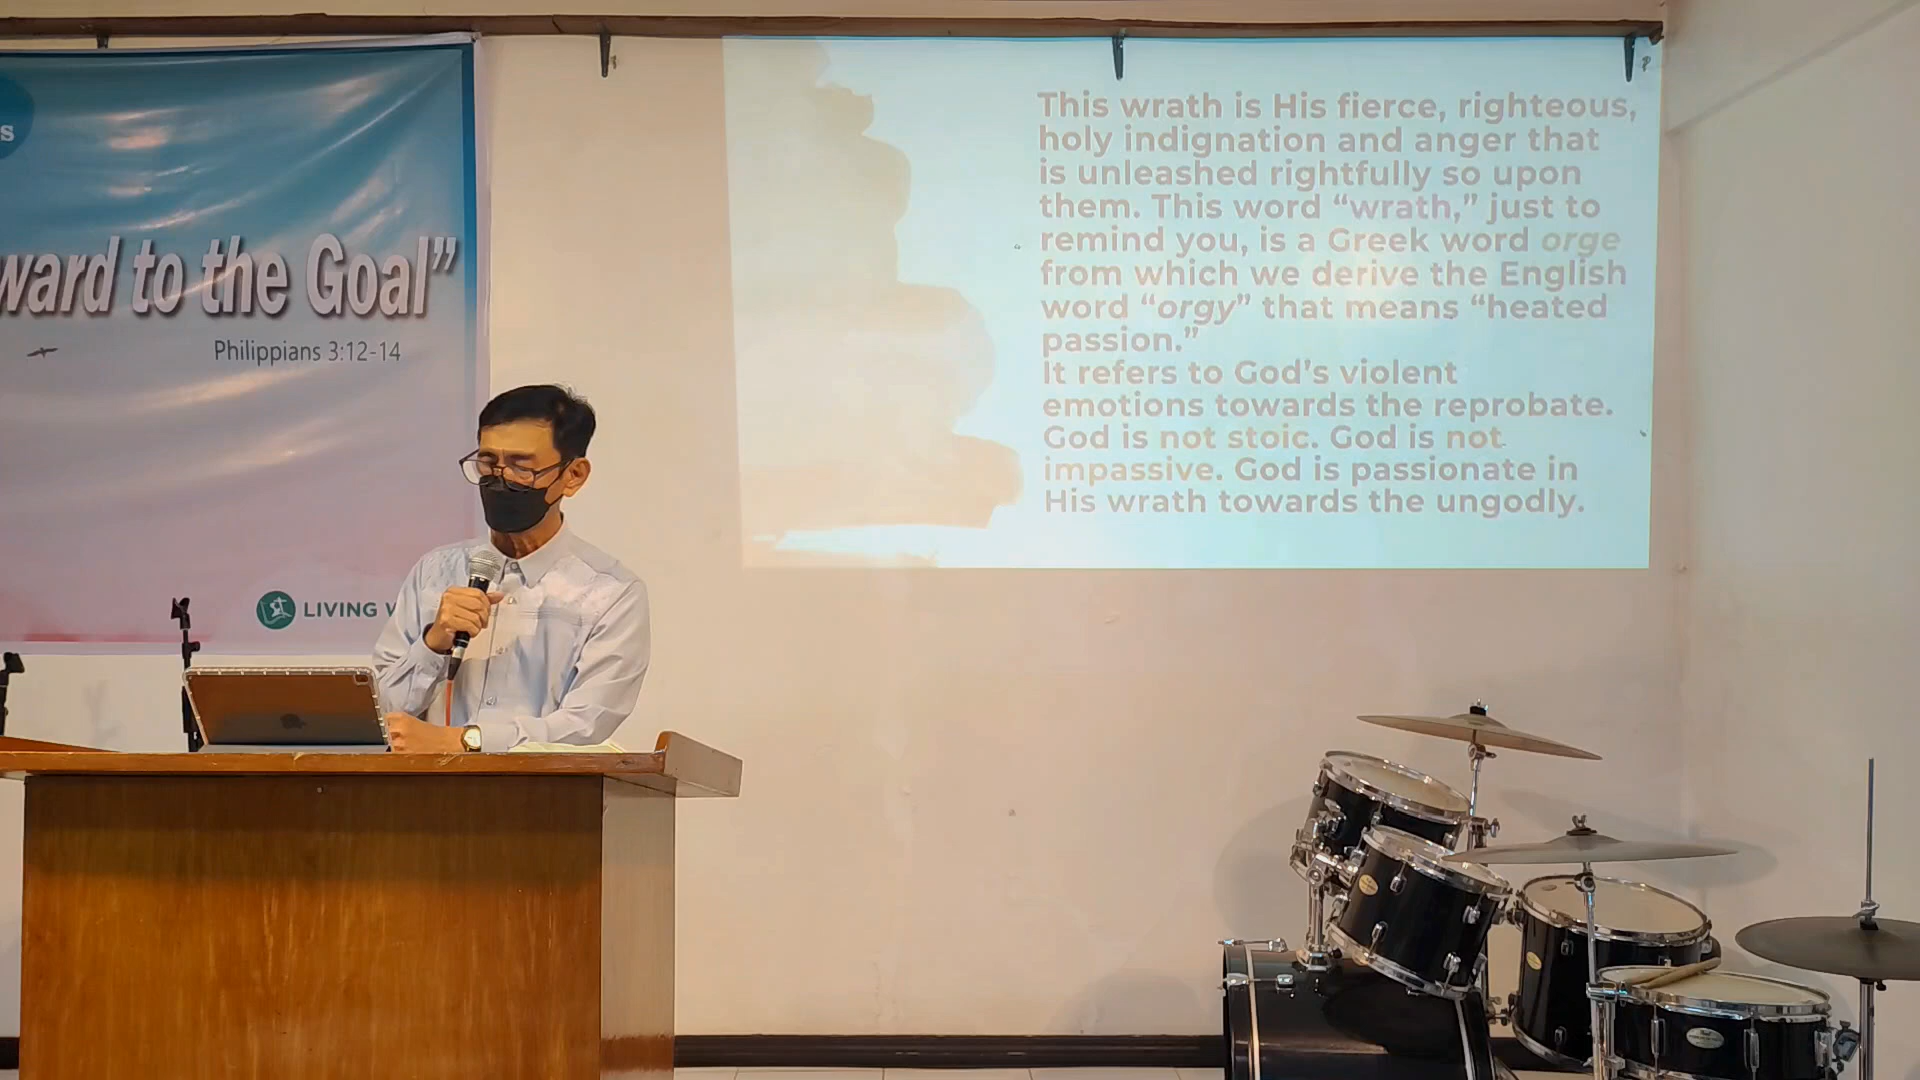 s
ward to the Goal”
Philippians 3:12-14
LIVING W
This wrath is His fierce, righteous,
holy indignation and anger that
is unleashed rightfully so upon
them. This word “wrath,” just to
remind you, is a Greek word orge
from which we derive the English
word “orgy” that means “heated
passion.”
It refers to God’s violent
emotions towards the reprobate.
God is not stoic. God is not
impassive. God is passionate in
His wrath towards the ungodly.